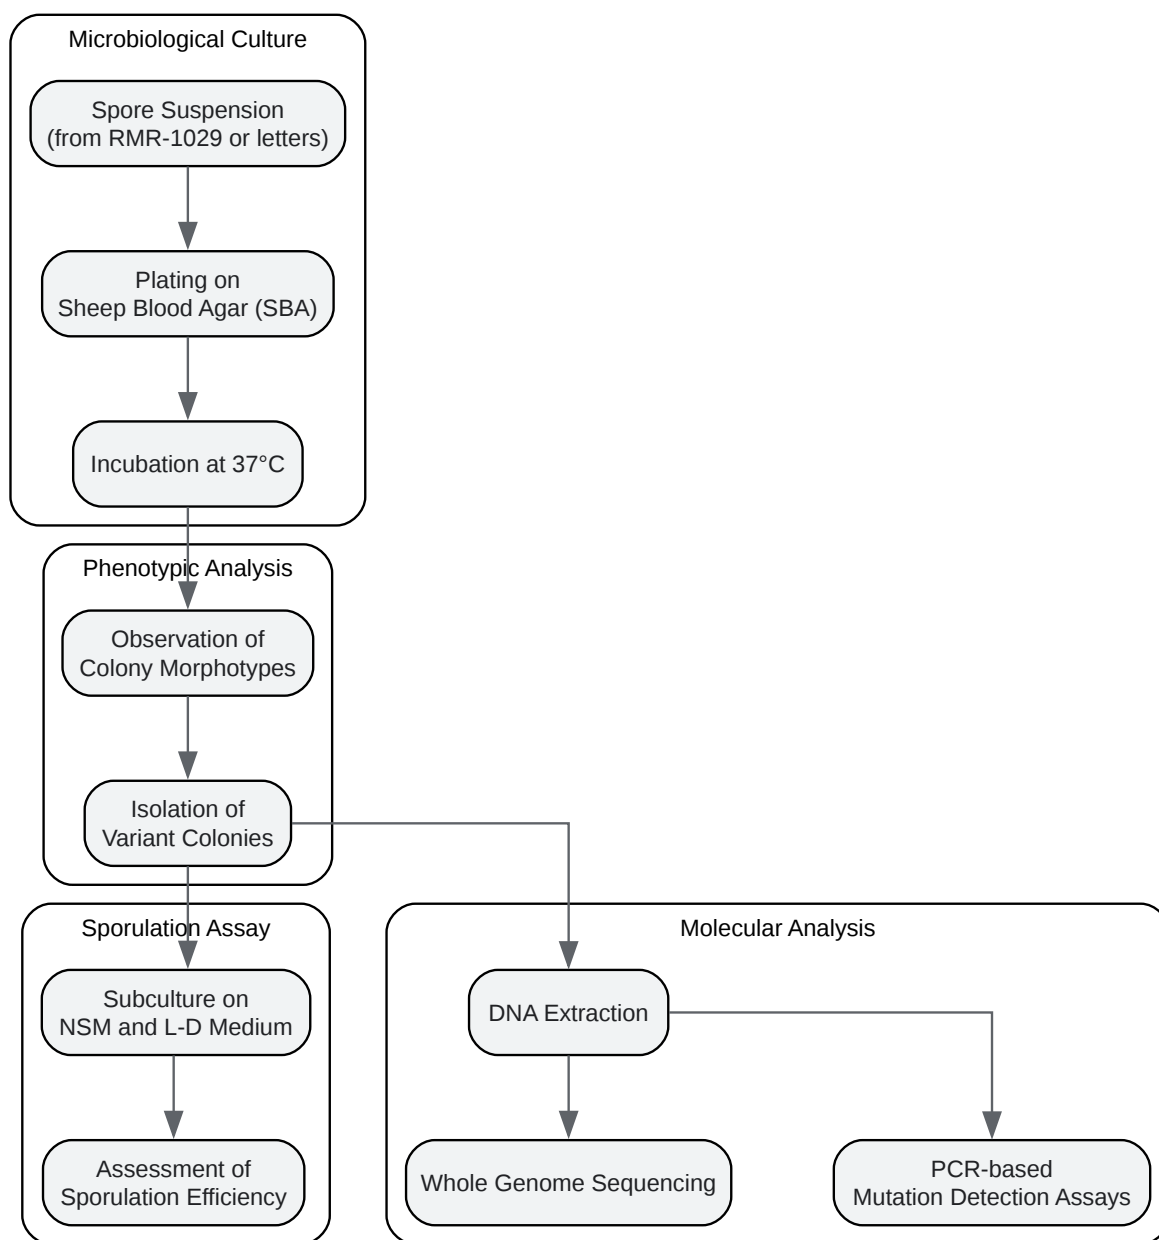 Microbiological Culture
Spore Suspension
(from RMR-1029 or letters)
Plating on
Sheep Blood Agar (SBA)
Incubation at 37°C
Phenotypic Analysis
Observation of
Colony Morphotypes
Isolation of
Variant Colonies
Sporulation Assay
Subculture on
NSM and L-D Medium
Assessment of
Sporulation Efficiency
Molecular Analysis
DNA Extraction
Whole Genome Sequencing
PCR-based
Mutation Detection Assays